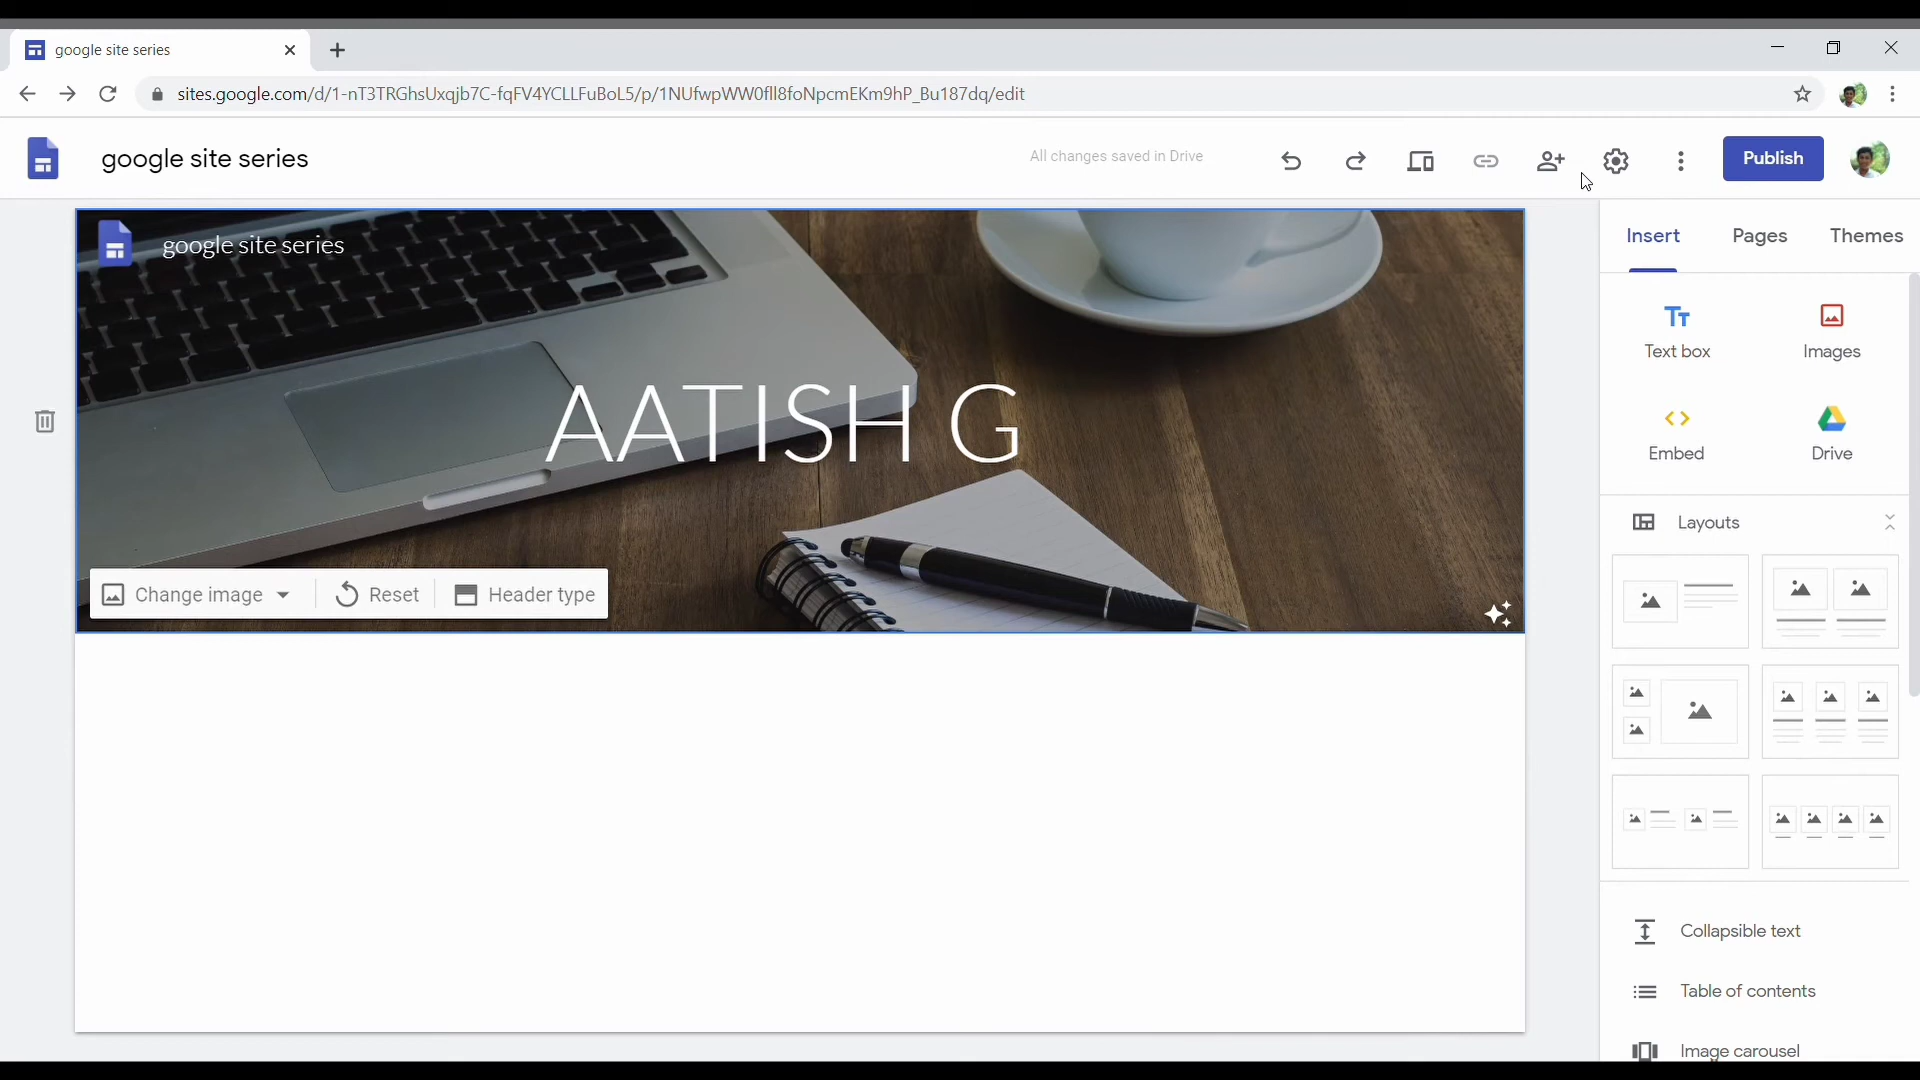 google site series
sites.google.com/d/1-nT3TRGhsUxqjb7C-fqFV4YCLLFuBoL5/p/1NUfwpWW0fll8foNpcmEKm9hP_Bu187dq/edit
google site series
All changes saved in Drive
Publish
google site series
AATISH G
Change image
Reset
Header type
Insert
Pages
Themes
Text box
Images
Embed
Drive
Layouts
Collapsible text
Table of contents
Image carousel